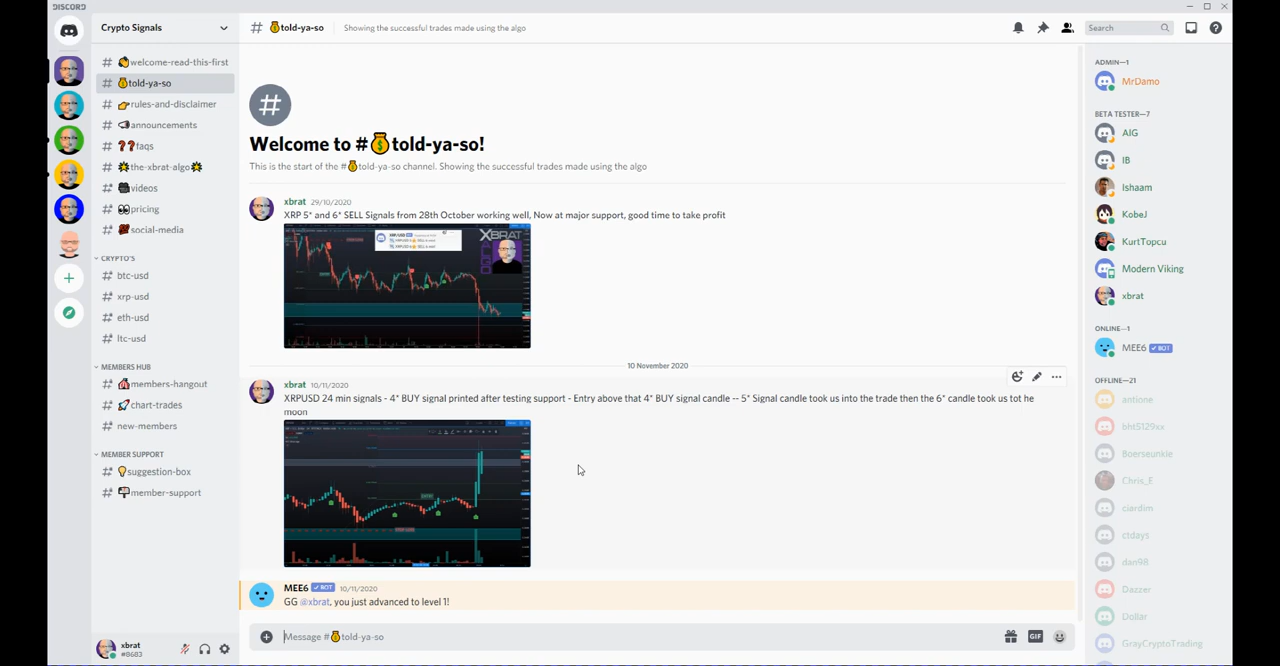 DISCORD
Crypto Signals
# 💰told-ya-so
Showing the successful trades made using the algo
Search
# 👏welcome-read-this-first
# 💰told-ya-so
# 👉rules-and-disclaimer
# 📢announcements
# ❓❓faqs
# the-xbrat-algo
# 🎥videos
# 👀pricing
# social-media
CRYPTO'S
# btc-usd
# xrp-usd
# eth-usd
# ltc-usd
MEMBERS HUB
# 🎪members-hangout
# 🚀chart-trades
# new-members
MEMBER SUPPORT
# 💡suggestion-box
# member-support
xbrat
#8683
Welcome to #💰told-ya-so!
This is the start of the #💰told-ya-so channel. Showing the successful trades made using the algo
xbrat 29/10/2020
XRP 5* and 6* SELL Signals from 28th October working well, Now at major support, good time to take profit
XBRAT
10 November 2020
xbrat 10/11/2020
XRPUSD 24 min signals - 4* BUY signal printed after testing support - Entry above that 4* BUY signal candle -- 5* Signal candle took us into the trade then the 6* candle took us tot he
moon
MEE6 ✓ BOT 10/11/2020
GG @xbrat, you just advanced to level 1!
Message #💰told-ya-so
GIF
ADMIN—1
MrDamo
BETA TESTER—7
AIG
IB
Ishaam
KobeJ
KurtTopcu
Modern Viking
xbrat
ONLINE—1
MEE6 ✓ BOT
OFFLINE—21
antione
bht5129xx
Boerseunkie
Chris_E
ciardim
ctdays
dan98
Dazzer
Dollar
GrayCryptoTrading